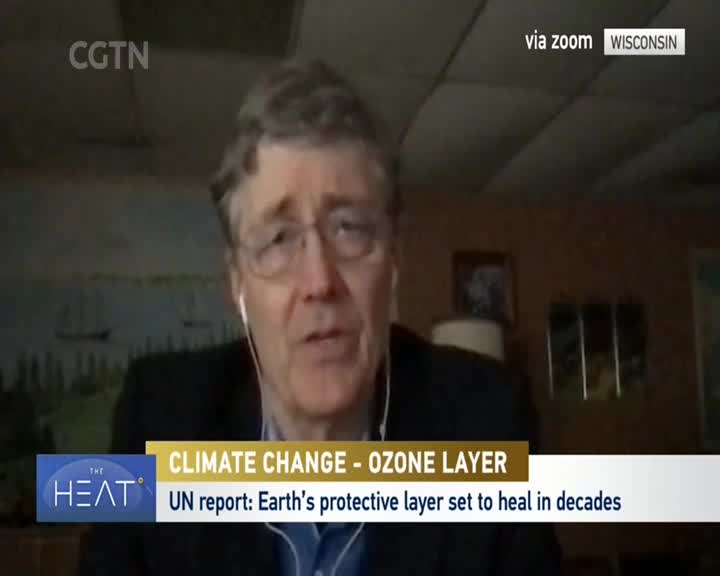 CGTN
via zoom WISCONSIN
CLIMATE CHANGE - OZONE LAYER
THE
HEAT
UN report: Earth's protective layer set to heal in decades